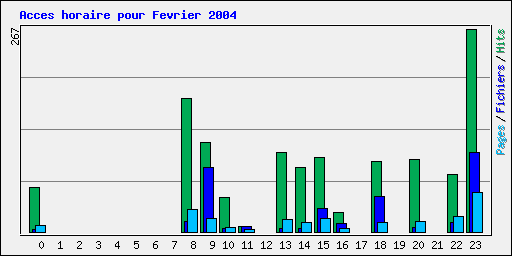 Acces horaire pour Fevrier 2004
267
Pages / Fichiers / Hits
0 1 2 3 4 5 6 7 8 9 10 11 12 13 14 15 16 17 18 19 20 21 22 23